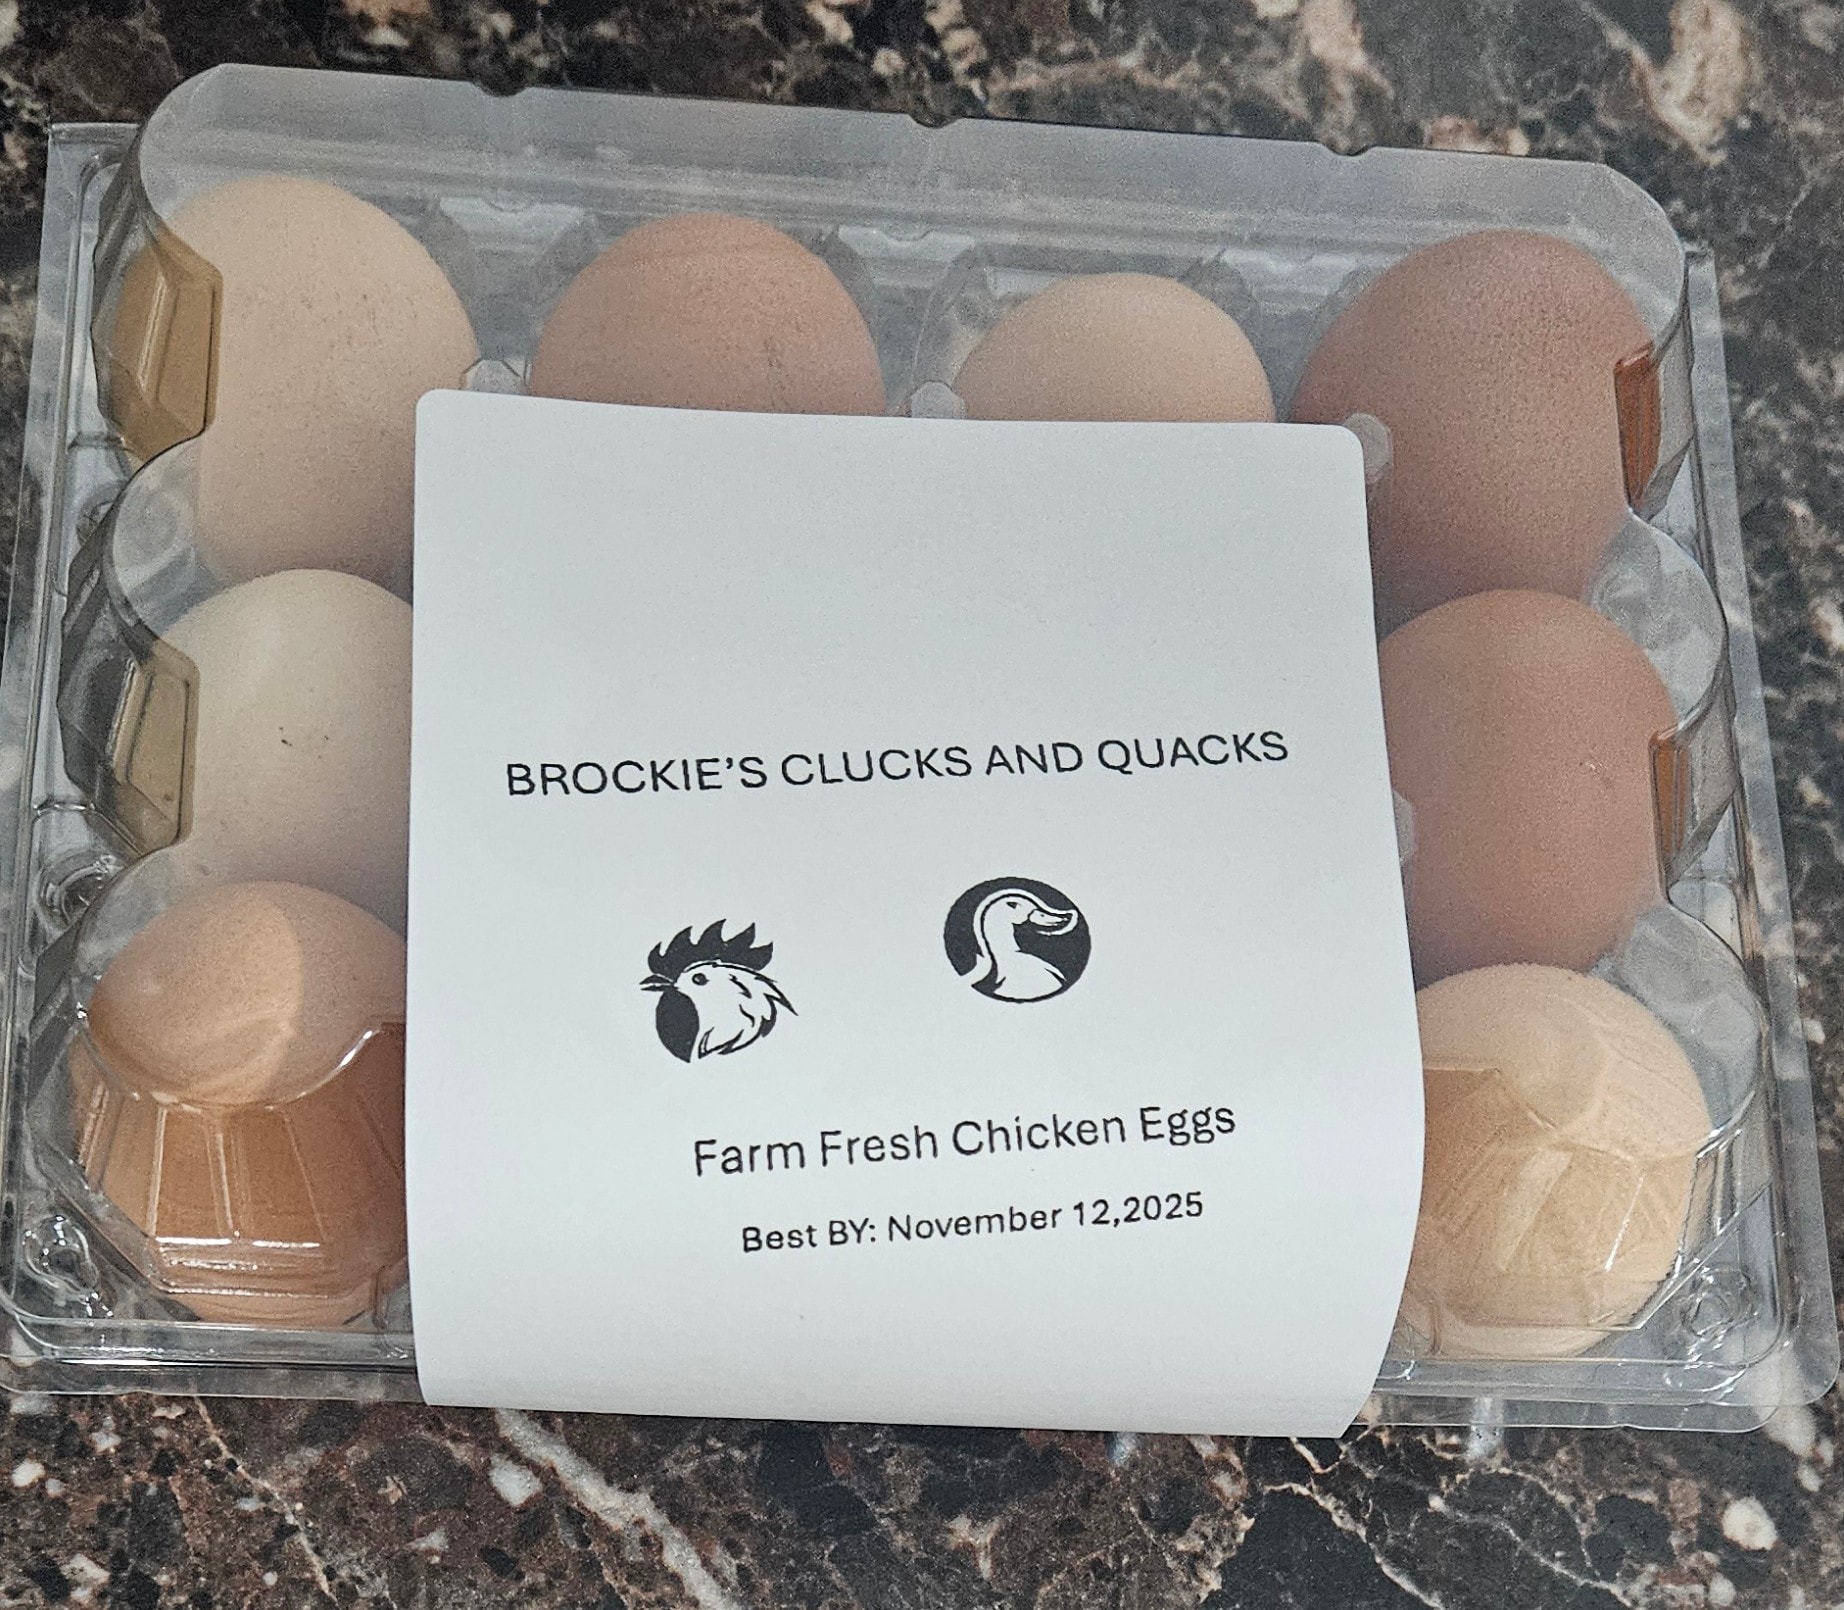 BROCKIE'S CLUCKS AND QUACKS
Farm Fresh Chicken Eggs
Best BY: November 12,2025